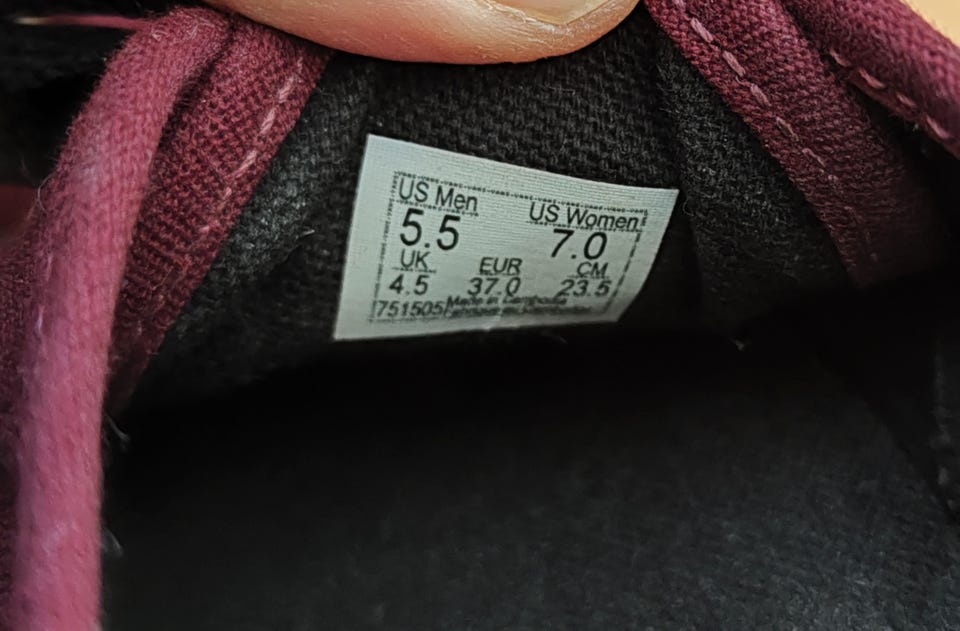 US Men US Women
5.5 7.0
UK EUR CM
4.5 37.0 23.5
751505 Made in Cambodia